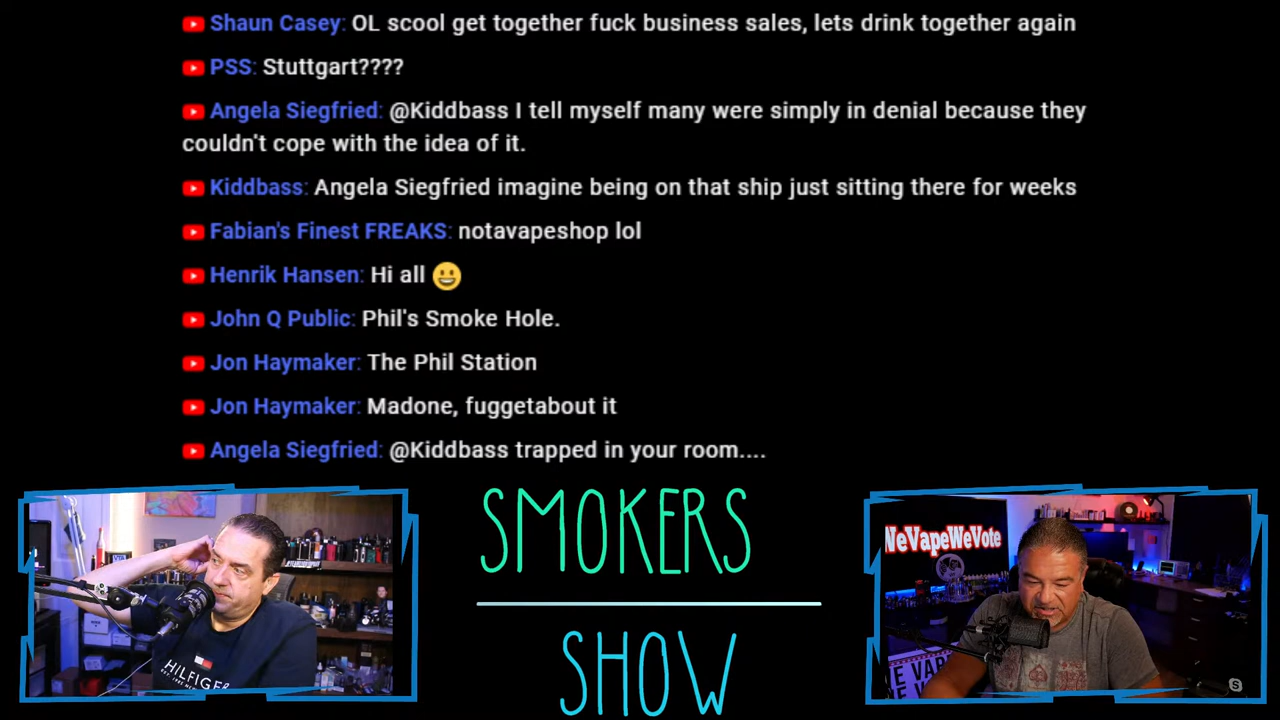 Shaun Casey: OL scool get together fuck business sales, lets drink together again
PSS: Stuttgart????
Angela Siegfried: @Kiddbass I tell myself many were simply in denial because they
couldn't cope with the idea of it.
Kiddbass: Angela Siegfried imagine being on that ship just sitting there for weeks
Fabian's Finest FREAKS: notavapeshop lol
Henrik Hansen: Hi all 😀
John Q Public: Phil's Smoke Hole.
Jon Haymaker: The Phil Station
Jon Haymaker: Madone, fuggetabout it
Angela Siegfried: @Kiddbass trapped in your room....
SMOKERS
SHOW
HILFIGER
WeVapeWeVote
WE VAPE